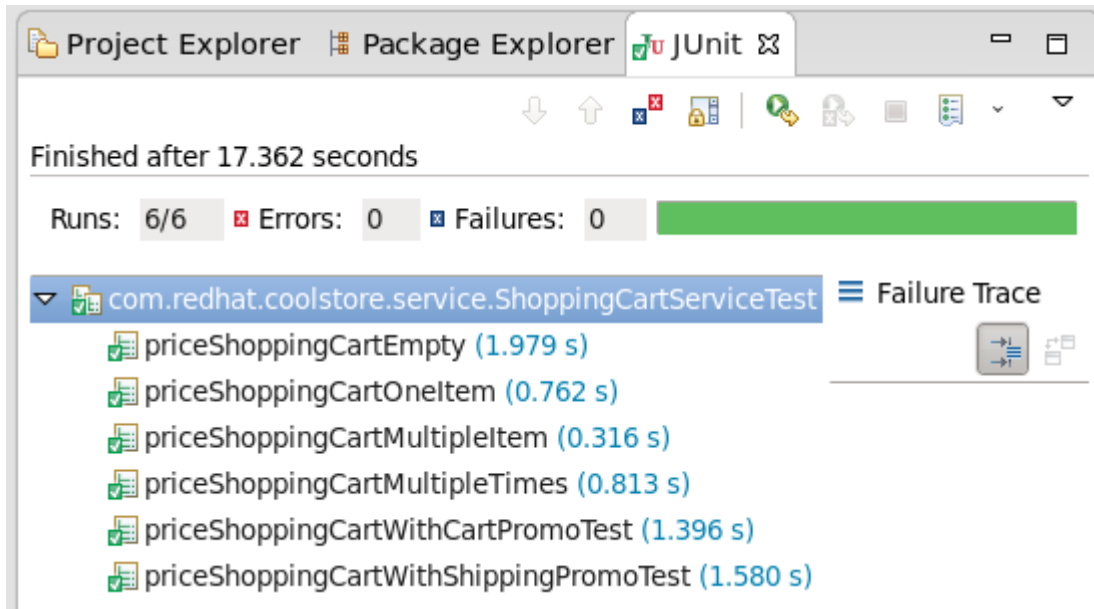 Project Explorer Package Explorer JUnit
Finished after 17.362 seconds
Runs: 6/6 Errors: 0 Failures: 0
com.redhat.coolstore.service.ShoppingCartServiceTest Failure Trace
priceShoppingCartEmpty (1.979 s)
priceShoppingCartOneItem (0.762 s)
priceShoppingCartMultipleItem (0.316 s)
priceShoppingCartMultipleTimes (0.813 s)
priceShoppingCartWithCartPromoTest (1.396 s)
priceShoppingCartWithShippingPromoTest (1.580 s)